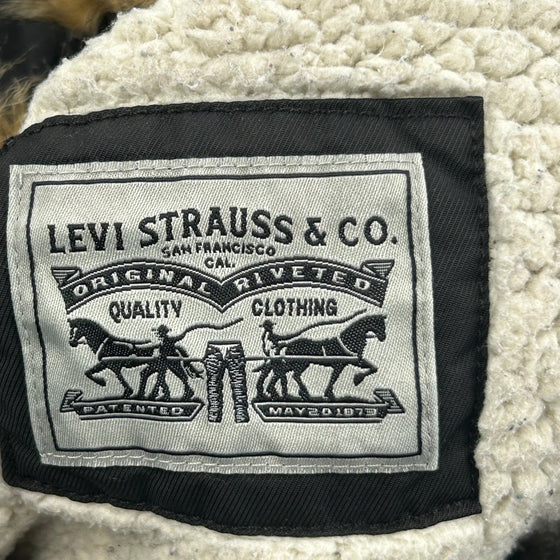 LEVI STRAUSS & CO.
SAN FRANCISCO
CAL.
ORIGINAL RIVETED
QUALITY CLOTHING
PATENTED MAY 20 1873